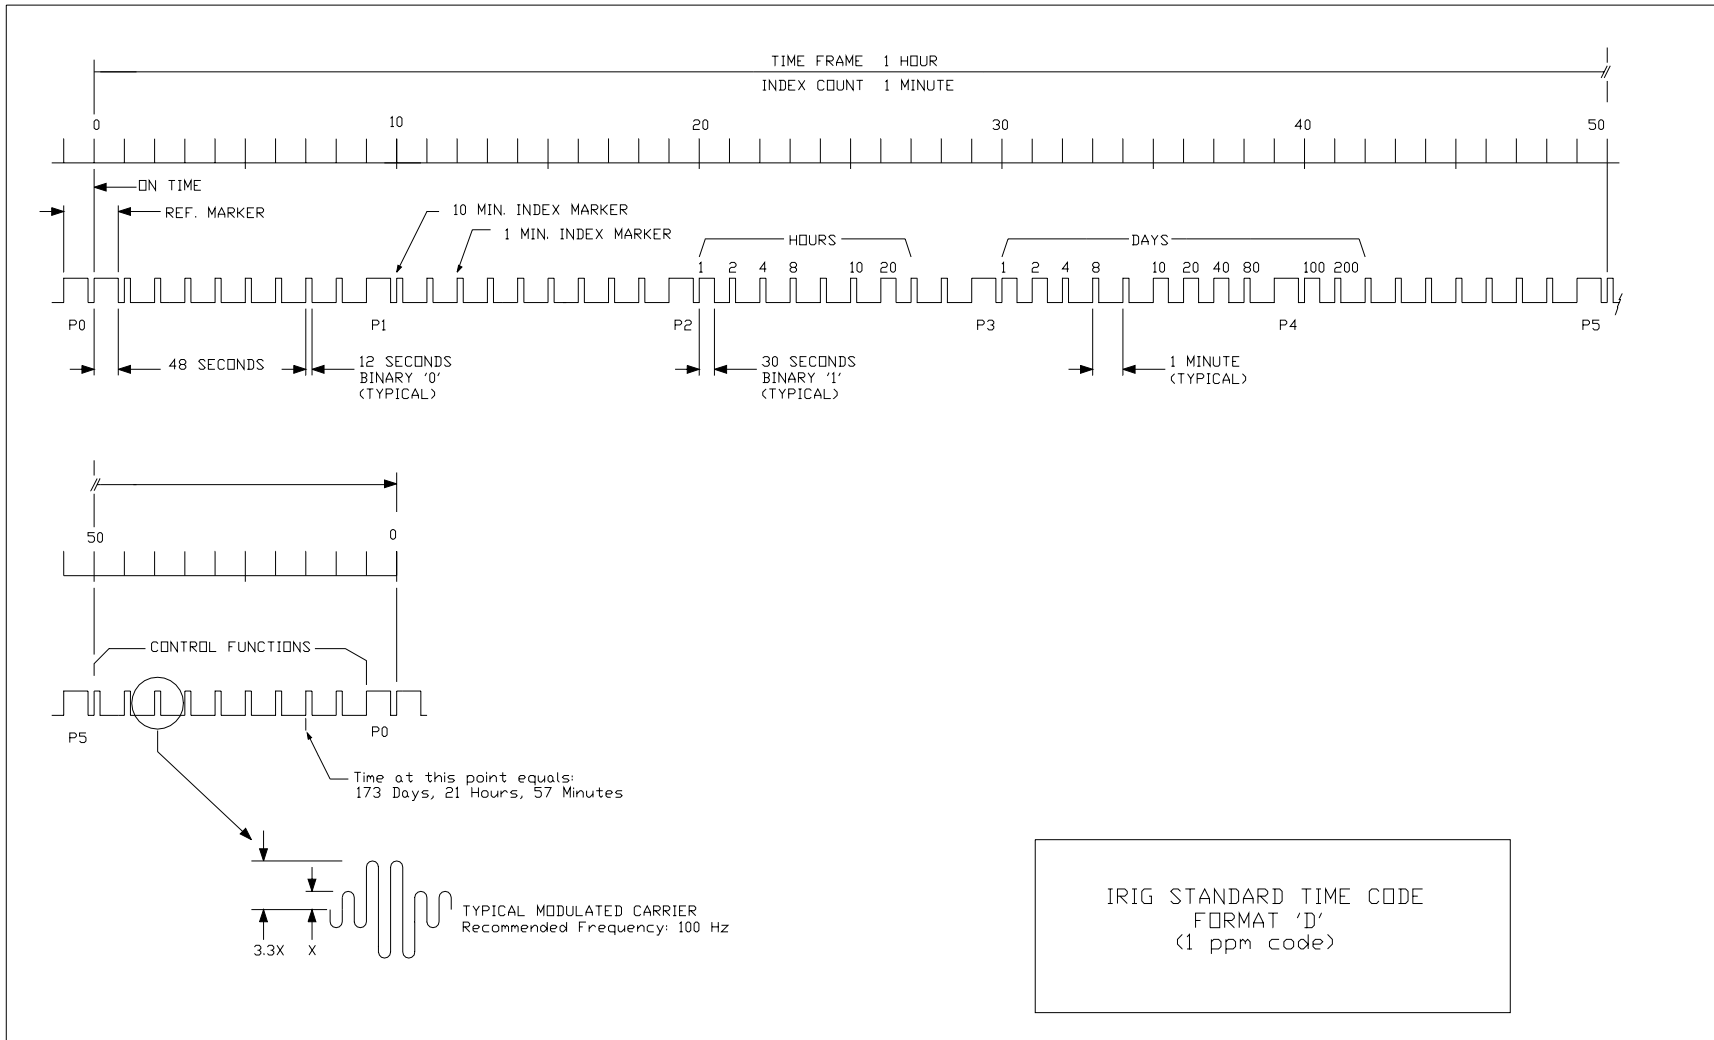 TIME FRAME 1 HOUR
INDEX COUNT 1 MINUTE
0 10 20 30 40 50
ON TIME
REF. MARKER
10 MIN. INDEX MARKER
1 MIN. INDEX MARKER
HOURS
DAYS
1 2 4 8 10 20 1 2 4 8 10 20 40 80 100 200
P0 P1 P2 P3 P4 P5
48 SECONDS
12 SECONDS
BINARY '0'
(TYPICAL)
30 SECONDS
BINARY '1'
(TYPICAL)
1 MINUTE
(TYPICAL)
50 0
CONTROL FUNCTIONS
P5 P0
Time at this point equals:
173 Days, 21 Hours, 57 Minutes
3.3X X
TYPICAL MODULATED CARRIER
Recommended Frequency: 100 Hz
IRIG STANDARD TIME CODE
FORMAT 'D'
(1 ppm code)